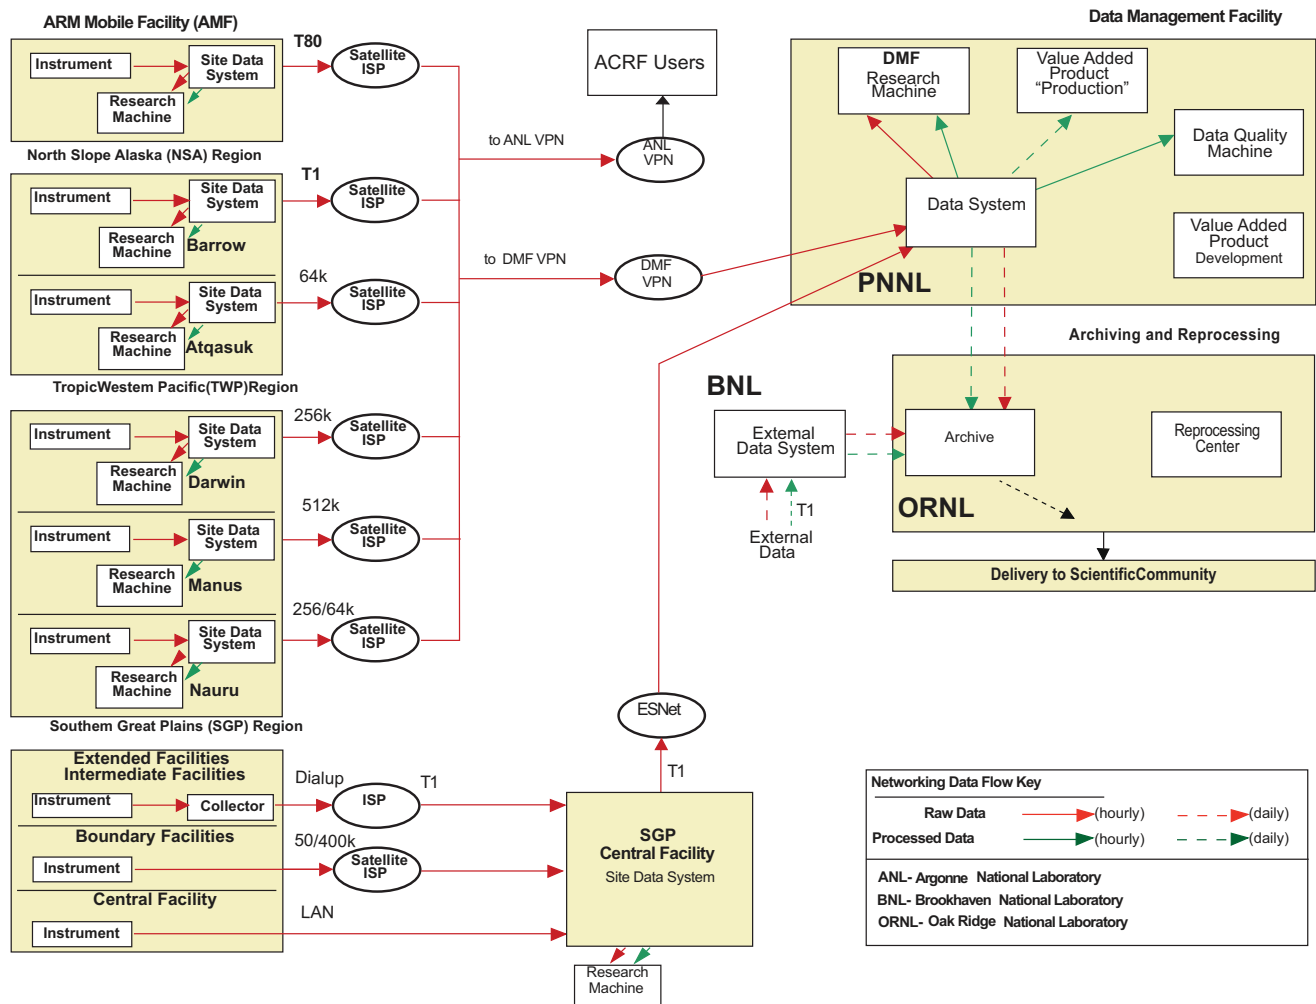 ARM Mobile Facility (AMF)
Instrument
Site Data
System
Research
Machine
T80
Satellite
ISP
North Slope Alaska (NSA) Region
Instrument
Site Data
System
Research
Machine
Barrow
T1
Satellite
ISP
Instrument
Site Data
System
Research
Machine
Atqasuk
64k
Satellite
ISP
TropicWestem Pacific(TWP)Region
Instrument
Site Data
System
Research
Machine
Darwin
256k
Satellite
ISP
Instrument
Site Data
System
Research
Machine
Manus
512k
Satellite
ISP
Instrument
Site Data
System
Research
Machine
Nauru
256/64k
Satellite
ISP
Southem Great Plains (SGP) Region
Extended Facilities
Intermediate Facilities
Instrument
Collector
Dialup
ISP
T1
Boundary Facilities
Instrument
50/400k
Satellite
ISP
Central Facility
Instrument
LAN
SGP
Central Facility
Site Data System
Research
Machine
T1
ESNet
ACRF Users
to ANL VPN
ANL
VPN
to DMF VPN
DMF
VPN
Data Management Facility
DMF
Research
Machine
Value Added
Product
“Production”
Data Quality
Machine
Data System
Value Added
Product
Development
PNNL
Archiving and Reprocessing
BNL
External
Data System
T1
External
Data
Archive
Reprocessing
Center
ORNL
Delivery to ScientificCommunity
Networking Data Flow Key
Raw Data (hourly) (daily)
Processed Data (hourly) (daily)
ANL- Argonne National Laboratory
BNL- Brookhaven National Laboratory
ORNL- Oak Ridge National Laboratory